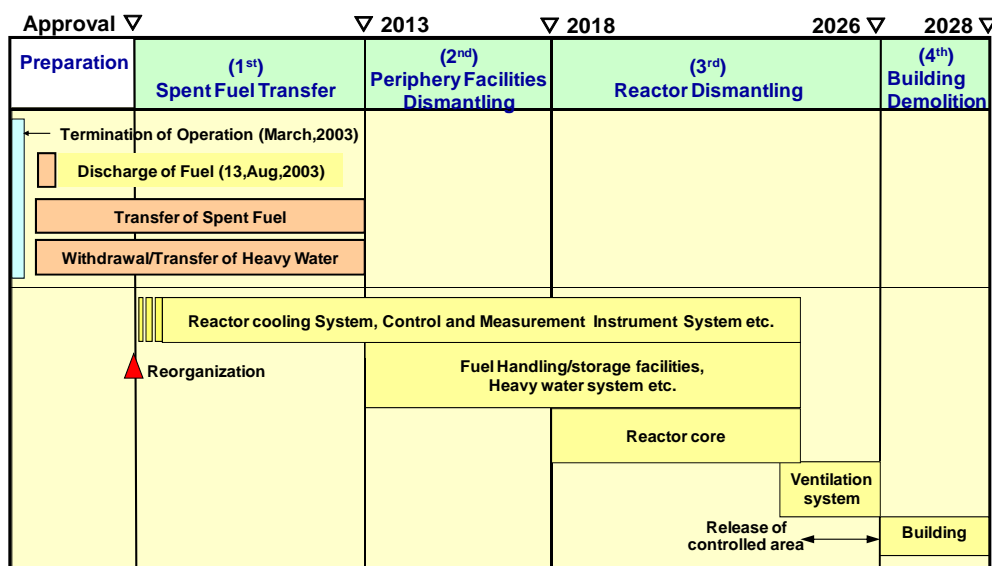 Approval ▽ ▽ 2013 ▽ 2018 2026 ▽ 2028 ▽
Preparation
(1st)
Spent Fuel Transfer
(2nd)
Periphery Facilities
Dismantling
(3rd)
Reactor Dismantling
(4th)
Building
Demolition
Termination of Operation (March,2003)
Discharge of Fuel (13,Aug,2003)
Transfer of Spent Fuel
Withdrawal/Transfer of Heavy Water
Reactor cooling System, Control and Measurement Instrument System etc.
Reorganization
Fuel Handling/storage facilities,
Heavy water system etc.
Reactor core
Ventilation
system
Release of
controlled area
Building